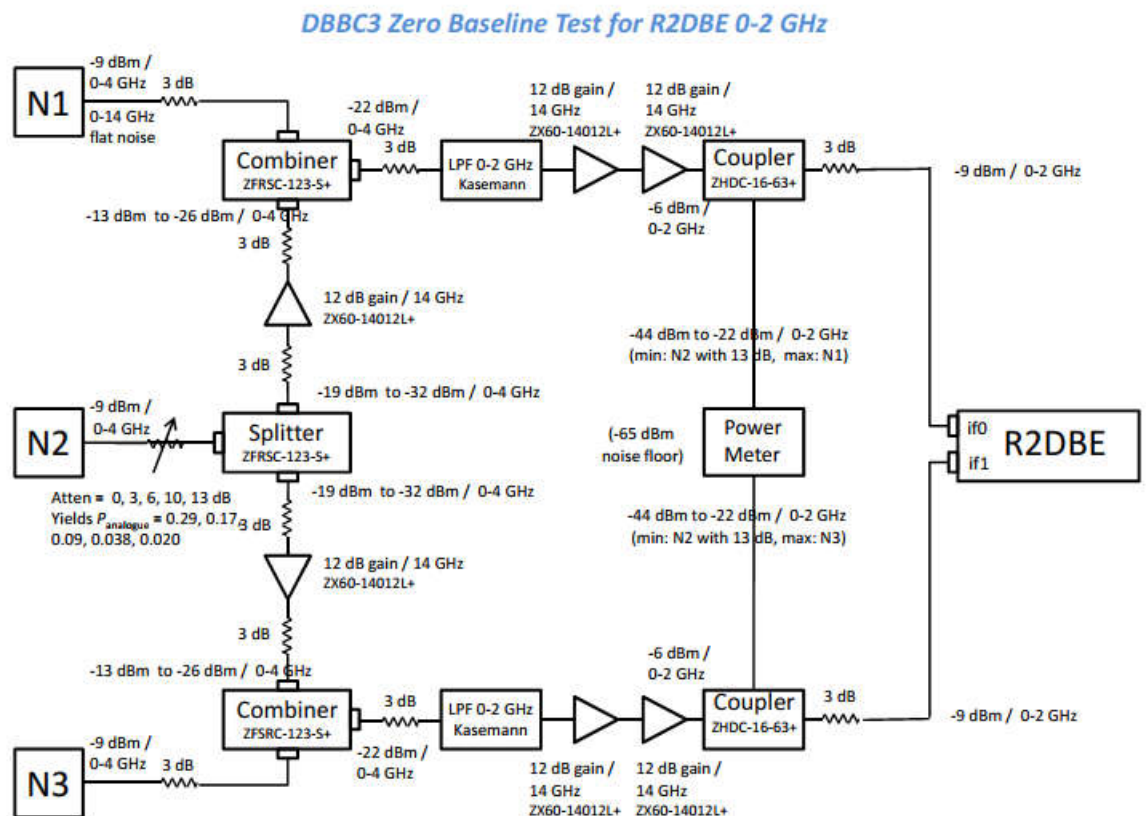 DBBC3 Zero Baseline Test for R2DBE 0-2 GHz
N1
-9 dBm /
0-4 GHz
0-14 GHz
flat noise
3 dB
Combiner
ZFRSC-123-S+
-22 dBm /
0-4 GHz
3 dB
LPF 0-2 GHz
Kasemann
12 dB gain /
14 GHz
ZX60-14012L+
12 dB gain /
14 GHz
ZX60-14012L+
Coupler
ZHDC-16-63+
3 dB
-9 dBm / 0-2 GHz
-6 dBm /
0-2 GHz
-13 dBm to -26 dBm / 0-4 GHz
3 dB
12 dB gain / 14 GHz
ZX60-14012L+
3 dB
-19 dBm to -32 dBm / 0-4 GHz
-44 dBm to -22 dBm / 0-2 GHz
(min: N2 with 13 dB, max: N1)
N2
-9 dBm /
0-4 GHz
Splitter
ZFRSC-123-S+
Atten = 0, 3, 6, 10, 13 dB
Yields Panalogue = 0.29, 0.17,
0.09, 0.038, 0.020
(-65 dBm
noise floor)
Power
Meter
if0
if1
R2DBE
-19 dBm to -32 dBm / 0-4 GHz
3 dB
12 dB gain / 14 GHz
ZX60-14012L+
3 dB
-44 dBm to -22 dBm / 0-2 GHz
(min: N2 with 13 dB, max: N3)
-13 dBm to -26 dBm / 0-4 GHz
-6 dBm /
0-2 GHz
Combiner
ZFSRC-123-S+
3 dB
-22 dBm /
0-4 GHz
LPF 0-2 GHz
Kasemann
Coupler
ZHDC-16-63+
3 dB
-9 dBm / 0-2 GHz
N3
-9 dBm /
0-4 GHz
3 dB
12 dB gain /
14 GHz
ZX60-14012L+
12 dB gain /
14 GHz
ZX60-14012L+